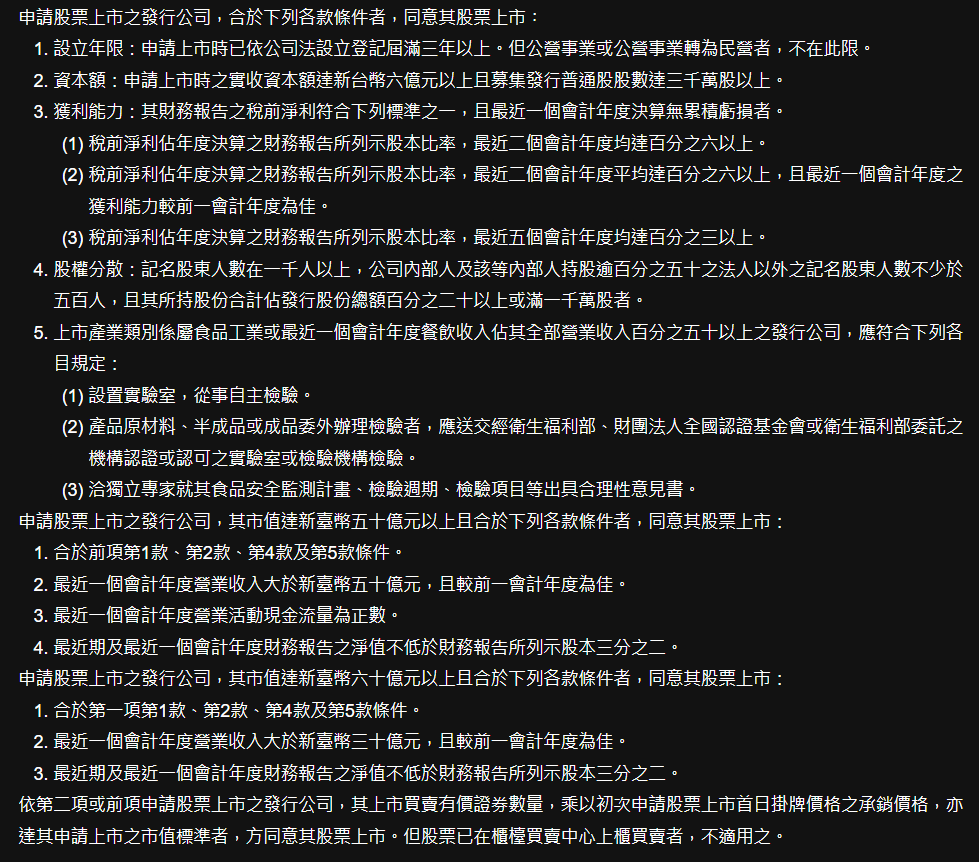 申請股票上市之發行公司，合於下列各款條件者，同意其股票上市：
1. 設立年限：申請上市時已依公司法設立登記屆滿三年以上。但公營事業或公營事業轉為民營者，不在此限。
2. 資本額：申請上市時之實收資本額達新台幣六億元以上且募集發行普通股股數達三千萬股以上。
3. 獲利能力：其財務報告之稅前淨利符合下列標準之一，且最近一個會計年度決算無累積虧損者。
(1) 稅前淨利佔年度決算之財務報告所列示股本比率，最近二個會計年度均達百分之六以上。
(2) 稅前淨利佔年度決算之財務報告所列示股本比率，最近二個會計年度平均達百分之六以上，且最近一個會計年度之
獲利能力較前一會計年度為佳。
(3) 稅前淨利佔年度決算之財務報告所列示股本比率，最近五個會計年度均達百分之三以上。
4. 股權分散：記名股東人數在一千人以上，公司內部人及該等內部人持股逾百分之五十之法人以外之記名股東人數不少於
五百人，且其所持股份合計佔發行股份總額百分之二十以上或滿一千萬股者。
5. 上市產業類別係屬食品工業或最近一個會計年度餐飲收入佔其全部營業收入百分之五十以上之發行公司，應符合下列各
目規定：
(1) 設置實驗室，從事自主檢驗。
(2) 產品原材料、半成品或成品委外辦理檢驗者，應送交經衛生福利部、財團法人全國認證基金會或衛生福利部委託之
機構認證或認可之實驗室或檢驗機構檢驗。
(3) 洽獨立專家就其食品安全監測計畫、檢驗週期、檢驗項目等出具合理性意見書。
申請股票上市之發行公司，其市值達新臺幣五十億元以上且合於下列各款條件者，同意其股票上市：
1. 合於前項第1款、第2款、第4款及第5款條件。
2. 最近一個會計年度營業收入大於新臺幣五十億元，且較前一會計年度為佳。
3. 最近一個會計年度營業活動現金流量為正數。
4. 最近期及最近一個會計年度財務報告之淨值不低於財務報告所列示股本三分之二。
申請股票上市之發行公司，其市值達新臺幣六十億元以上且合於下列各款條件者，同意其股票上市：
1. 合於第一項第1款、第2款、第4款及第5款條件。
2. 最近一個會計年度營業收入大於新臺幣三十億元，且較前一會計年度為佳。
3. 最近期及最近一個會計年度財務報告之淨值不低於財務報告所列示股本三分之二。
依第二項或前項申請股票上市之發行公司，其上市買賣有價證券數量，乘以初次申請股票上市首日掛牌價格之承銷價格，亦
達其申請上市之市值標準者，方同意其股票上市。但股票已在櫃檯買賣中心上櫃買賣者，不適用之。